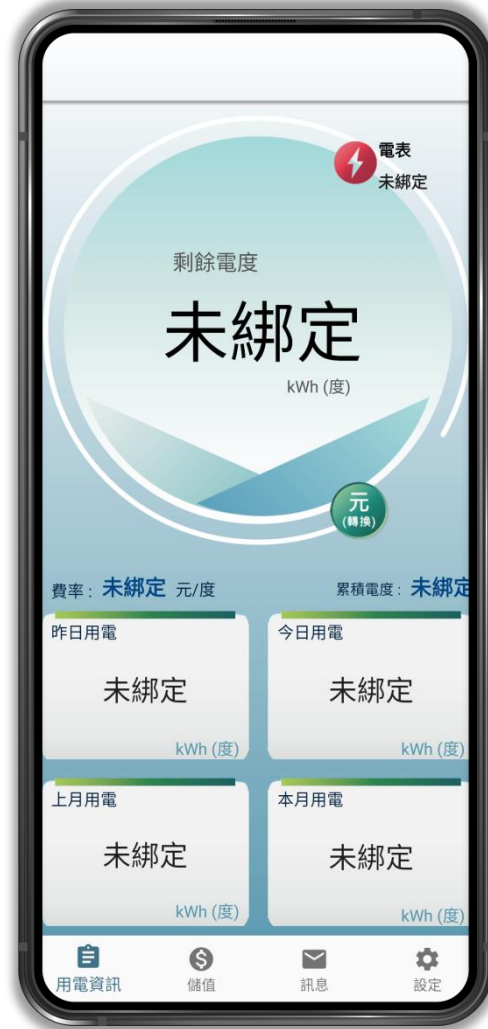 電表
未綁定
剩餘電度
未綁定
kWh (度)
元
(轉換)
費率: 未綁定 元/度
累積電度: 未綁定
昨日用電
未綁定
kWh (度)
今日用電
未綁定
kWh (度)
上月用電
未綁定
kWh (度)
本月用電
未綁定
kWh (度)
用電資訊
儲值
訊息
設定